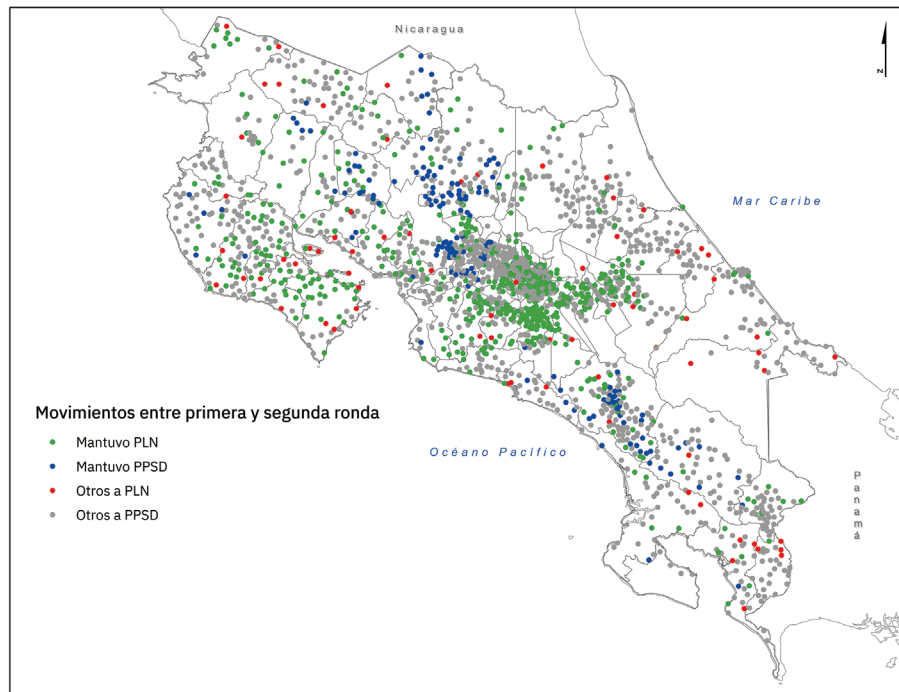 Nicaragua
N
Mar Caribe
Movimientos entre primera y segunda ronda
Mantuvo PLN
Mantuvo PPSD
Otros a PLN
Otros a PPSD
Océano Pacífico
Panamá